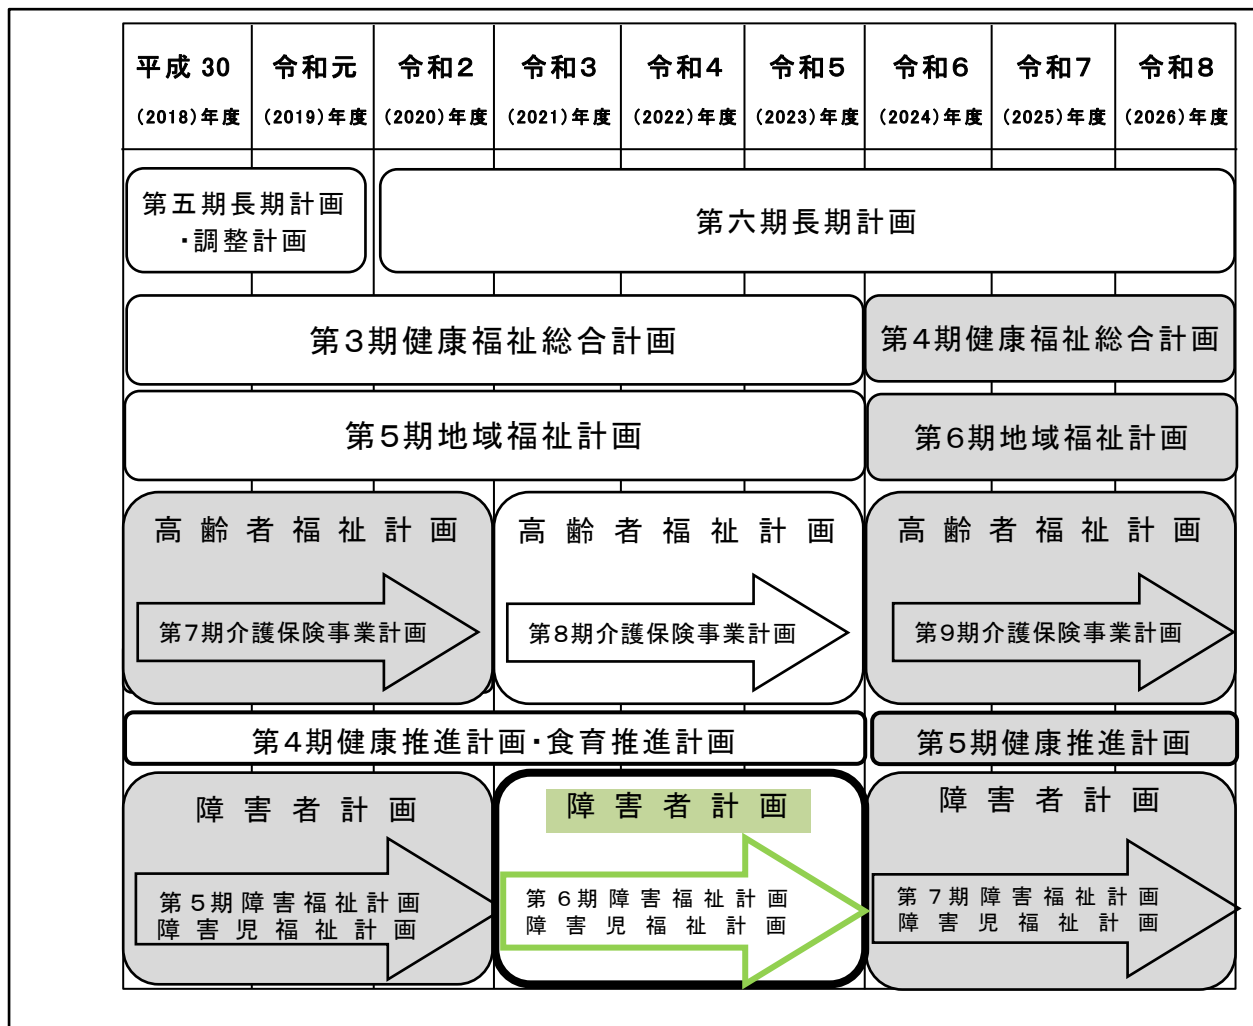 平成30 令和元 令和2 令和3 令和4 令和5 令和6 令和7 令和8
(2018)年度 (2019)年度 (2020)年度 (2021)年度 (2022)年度 (2023)年度 (2024)年度 (2025)年度 (2026)年度
第五期長期計画
・調整計画
第六期長期計画
第3期健康福祉総合計画 第4期健康福祉総合計画
第5期地域福祉計画 第6期地域福祉計画
高齢者福祉計画 高齢者福祉計画 高齢者福祉計画
第7期介護保険事業計画 第8期介護保険事業計画 第9期介護保険事業計画
第4期健康推進計画・食育推進計画 第5期健康推進計画
障害者計画 障害者計画 障害者計画
第5期障害福祉計画
障害児福祉計画
第6期障害福祉計画
障害児福祉計画
第7期障害福祉計画
障害児福祉計画